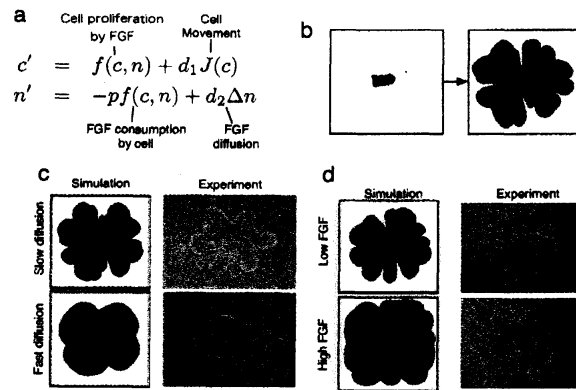 a
Cell proliferation
by FGF
Cell
Movement
c′ = f(c, n) + d₁J(c)
n′ = −pf(c, n) + d₂Δn
FGF consumption
by cell
FGF
diffusion
b
c
Simulation Experiment
Slow diffusion
Fast diffusion
d
Simulation Experiment
Low FGF
High FGF